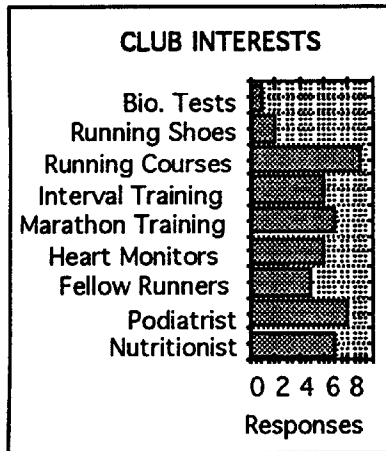 CLUB INTERESTS
Bio. Tests
Running Shoes
Running Courses
Interval Training
Marathon Training
Heart Monitors
Fellow Runners
Podiatrist
Nutritionist
0 2 4 6 8
Responses